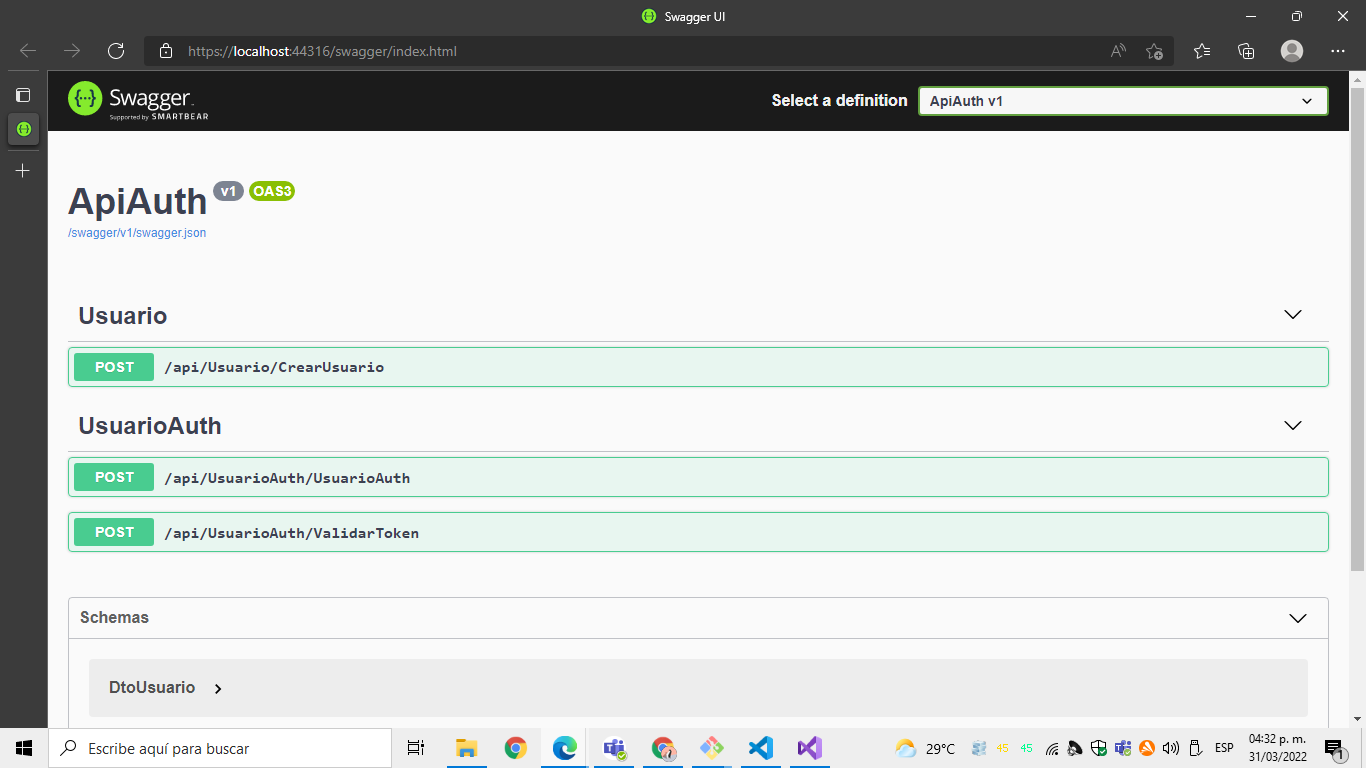 Swagger UI
https://localhost:44316/swagger/index.html
Swagger
Supported by SMARTBEAR
Select a definition
ApiAuth v1
ApiAuth v1 OAS3
/swagger/v1/swagger.json
Usuario
POST /api/Usuario/CrearUsuario
UsuarioAuth
POST /api/UsuarioAuth/UsuarioAuth
POST /api/UsuarioAuth/ValidarToken
Schemas
DtoUsuario
Escribe aquí para buscar
29°C
45
45
ESP
04:32 p. m.
31/03/2022
1